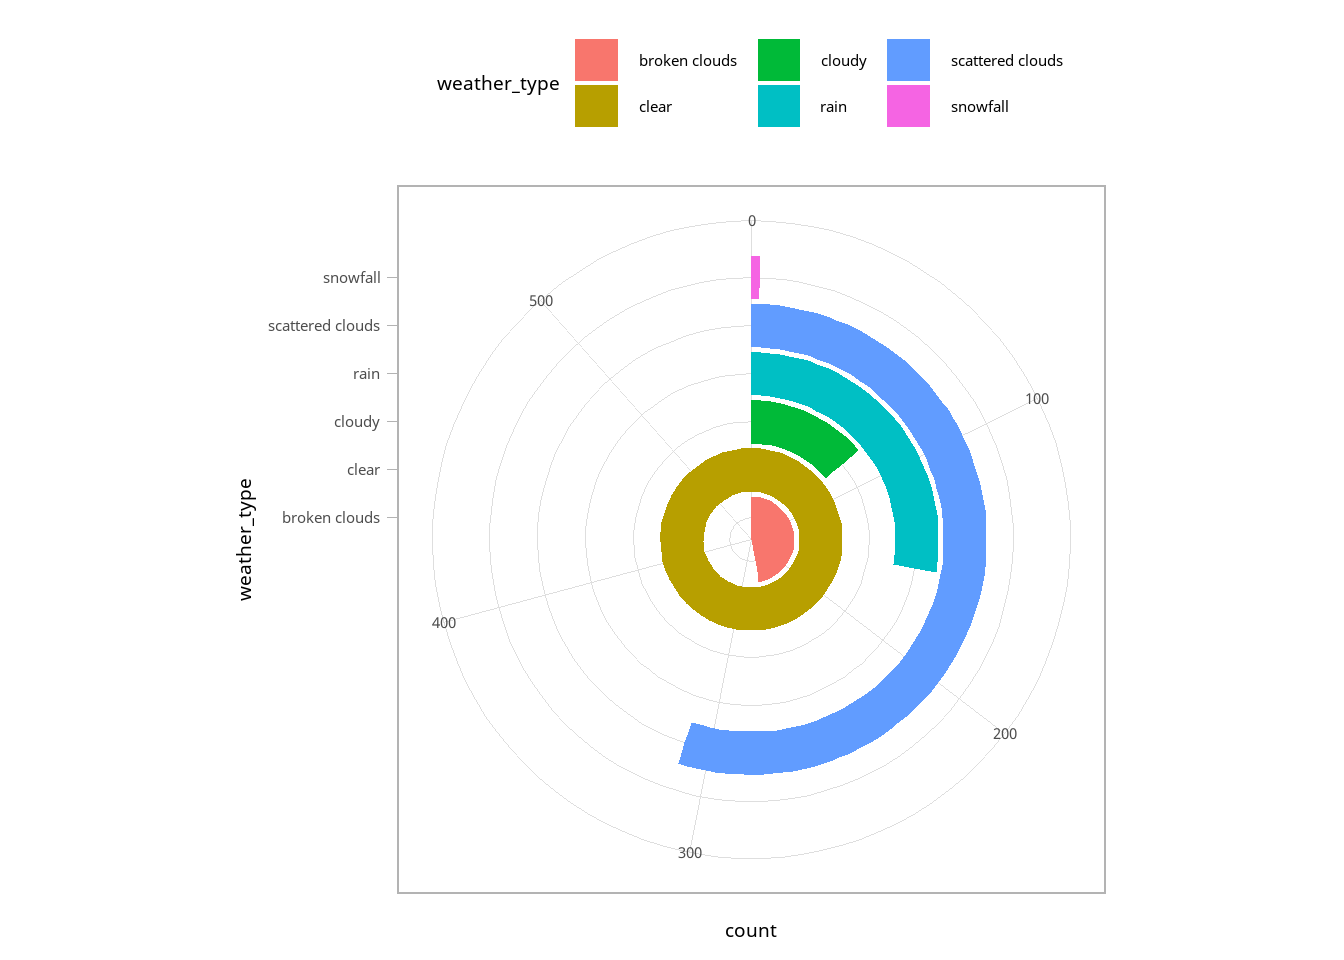 weather_type
broken clouds
cloudy
scattered clouds
clear
rain
snowfall
0
500
100
400
200
300
snowfall
scattered clouds
rain
cloudy
clear
broken clouds
weather_type
count